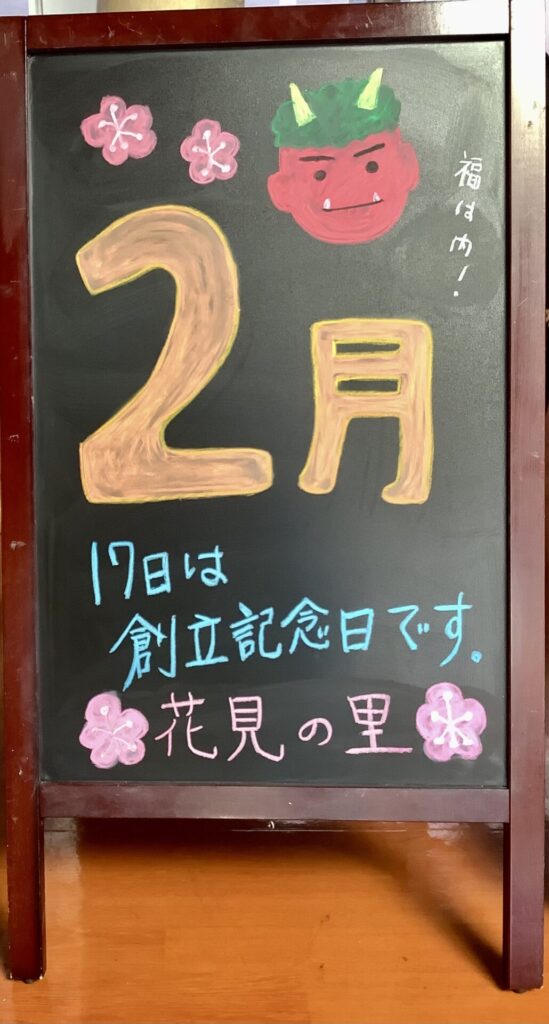 福は内!
2月
17日は
創立記念日です。
花見の里